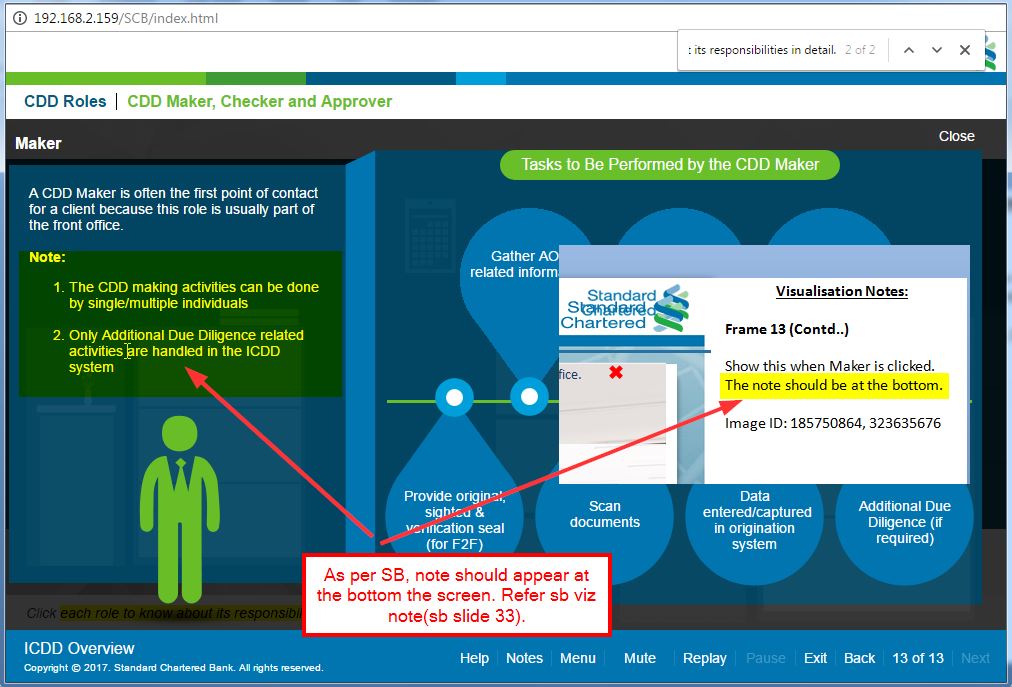 192.168.2.159/SCB/index.html
t its responsibilities in detail. 2 of 2
CDD Roles | CDD Maker, Checker and Approver
Maker
Close
A CDD Maker is often the first point of contact
for a client because this role is usually part of
the front office.
Note:
1. The CDD making activities can be done
by single/multiple individuals
2. Only Additional Due Diligence related
activities are handled in the ICDD
system
Tasks to Be Performed by the CDD Maker
Gather AO
related inform
Standard
Chartered
Standard
Chartered
fice.
Visualisation Notes:
Frame 13 (Contd..)
Show this when Maker is clicked.
The note should be at the bottom.
Image ID: 185750864, 323635676
Provide original,
sighted &
verification seal
(for F2F)
Scan
documents
Data
entered/captured
in origination
system
Additional Due
Diligence (if
required)
As per SB, note should appear at
the bottom the screen. Refer sb viz
note(sb slide 33).
Click each role to know about its responsibi
ICDD Overview
Copyright © 2017. Standard Chartered Bank. All rights reserved.
Help Notes Menu Mute Replay Pause Exit Back 13 of 13 Next